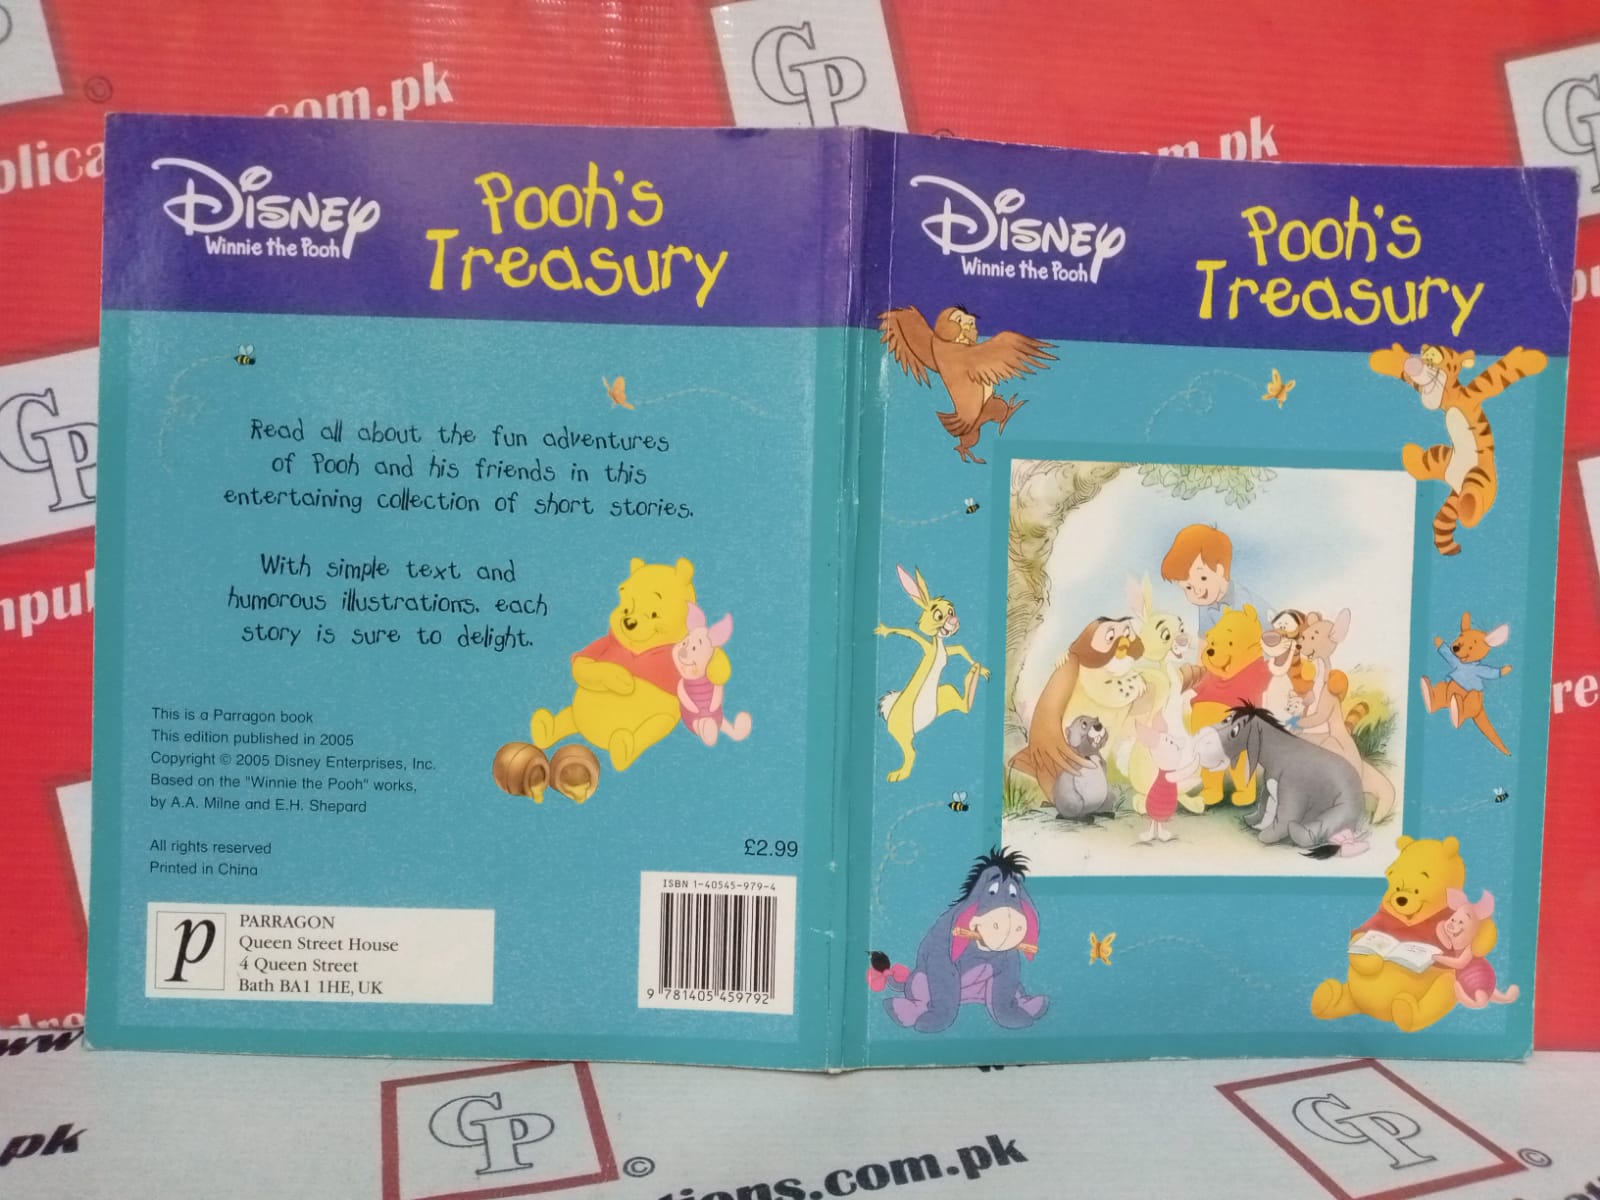 Disney
Winnie the Pooh
Pooh's
Treasury
Read all about the fun adventures
of Pooh and his friends in this
entertaining collection of short stories.
With simple text and
humorous illustrations. each
story is sure to delight.
This is a Parragon book
This edition published in 2005
Copyright © 2005 Disney Enterprises, Inc.
Based on the "Winnie the Pooh" works,
by A.A. Milne and E.H. Shepard
All rights reserved
Printed in China
p
PARRAGON
Queen Street House
4 Queen Street
Bath BA1 1HE, UK
£2.99
ISBN 1-40545-979-4
9 781405 459792
Disney
Winnie the Pooh
Pooh's
Treasury
GP
©
.com.pk
GP
m.pk
GP
GP
.pk
GP
©
ions.com.pk
GP
©